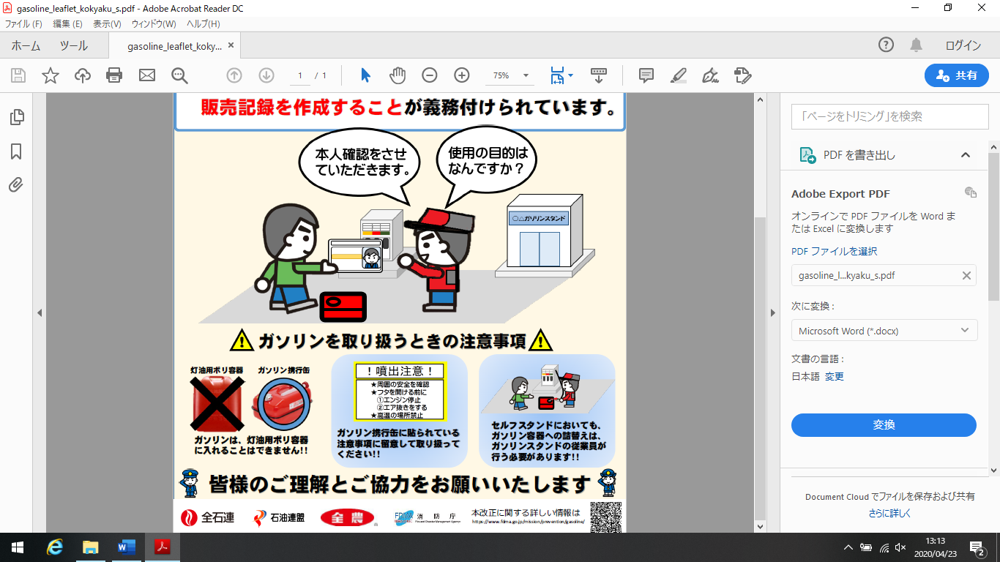 gasoline_leaflet_kokyaku_s.pdf - Adobe Acrobat Reader DC
ファイル(F) 編集(E) 表示(V) ウィンドウ(W) ヘルプ(H)
ホーム ツール gasoline_leaflet_koky... × ログイン
1 / 1 75% 共有
販売記録を作成することが義務付けられています。
本人確認をさせ
ていただきます。
使用の目的は
なんですか？
〇△ガソリンスタンド
ガソリンを取り扱うときの注意事項
灯油用ポリ容器 ガソリン携行缶
ガソリンは、灯油用ポリ容器
に入れることはできません!!
！噴出注意！
★周囲の安全を確認
★フタを開ける前に
①エンジン停止
②エア抜きをする
★高温の場所禁止
ガソリン携行缶に貼られている
注意事項に留意して取り扱って
ください!!
セルフスタンドにおいても、
ガソリン容器への詰替えは、
ガソリンスタンドの従業員が
行う必要があります!!
皆様のご理解とご協力をお願いいたします
全石連 石油連盟 全農 FDMA 消防庁 Fire and Disaster Management Agency
本改正に関する詳しい情報は
https://www.fdma.go.jp/mission/prevention/gasoline/
「ページをトリミング」を検索
PDF を書き出し
Adobe Export PDF
オンラインで PDF ファイルを Word ま
たは Excel に変換します
PDF ファイルを選択
gasoline_l...kyaku_s.pdf
次に変換 :
Microsoft Word (*.docx)
文書の言語 :
日本語 変更
変換
Document Cloud でファイルを保存および共有
さらに詳しく
13:13
2020/04/23
2